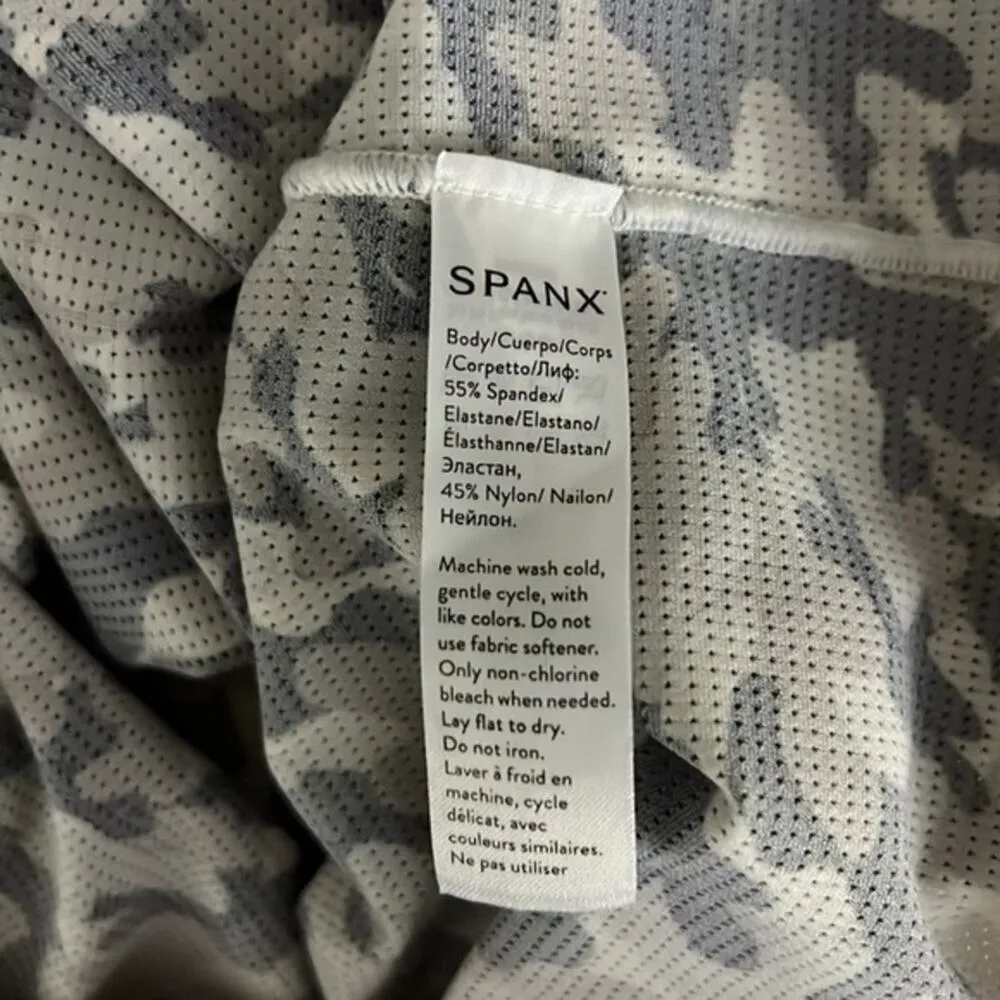 SPANX™
Body/Cuerpo/Corps
/Corpetto/Лиф:
55% Spandex/
Elastane/Elastano/
Élasthanne/Elastan/
Эластан,
45% Nylon/ Nailon/
Нейлон.
Machine wash cold,
gentle cycle, with
like colors. Do not
use fabric softener.
Only non-chlorine
bleach when needed.
Lay flat to dry.
Do not iron.
Laver à froid en
machine, cycle
délicat, avec
couleurs similaires.
Ne pas utiliser